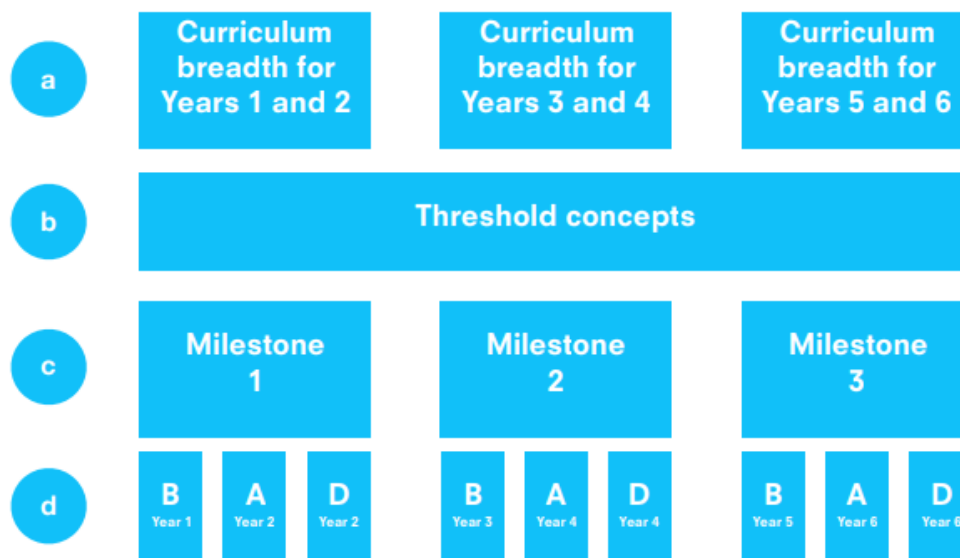 a
Curriculum
breadth for
Years 1 and 2
Curriculum
breadth for
Years 3 and 4
Curriculum
breadth for
Years 5 and 6
b
Threshold concepts
c
Milestone
1
Milestone
2
Milestone
3
d
B
Year 1
A
Year 2
D
Year 2
B
Year 3
A
Year 4
D
Year 4
B
Year 5
A
Year 6
D
Year 6